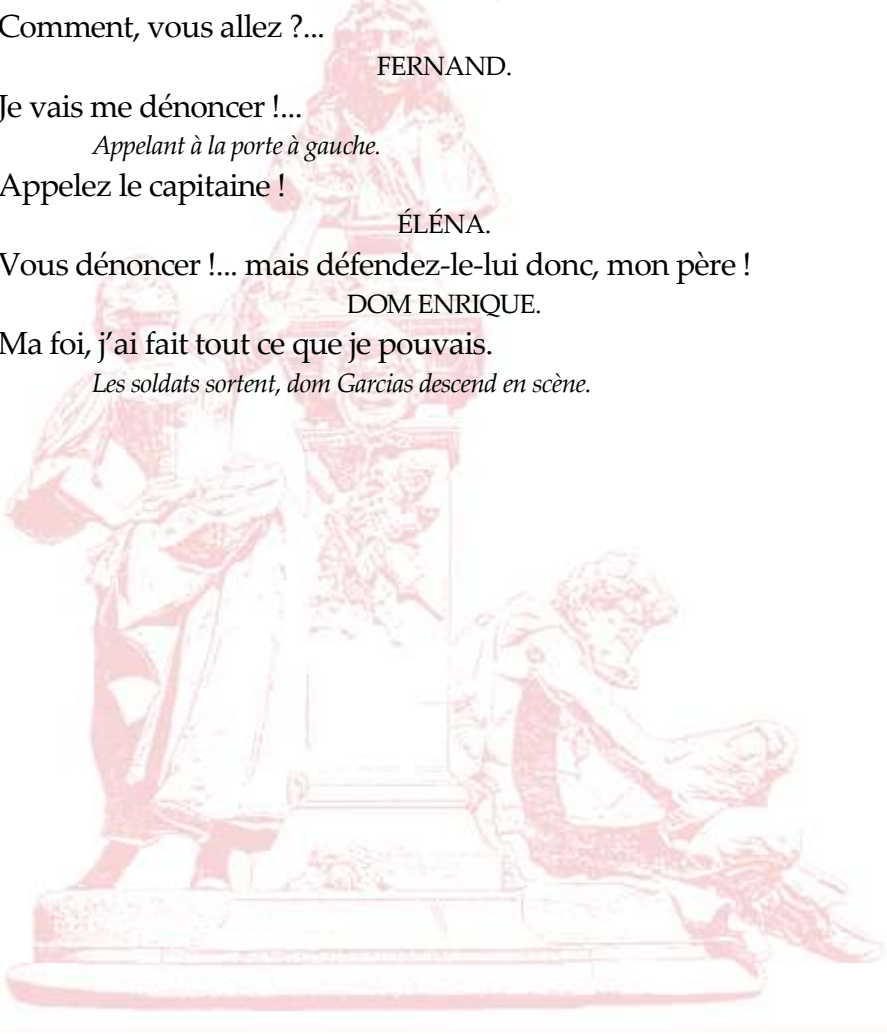 Comment, vous allez ?...
FERNAND.
Je vais me dénoncer !...
Appelant à la porte à gauche.
Appelez le capitaine !
ÉLÉNA.
Vous dénoncer !... mais défendez-le-lui donc, mon père !
DOM ENRIQUE.
Ma foi, j’ai fait tout ce que je pouvais.
Les soldats sortent, dom Garcias descend en scène.